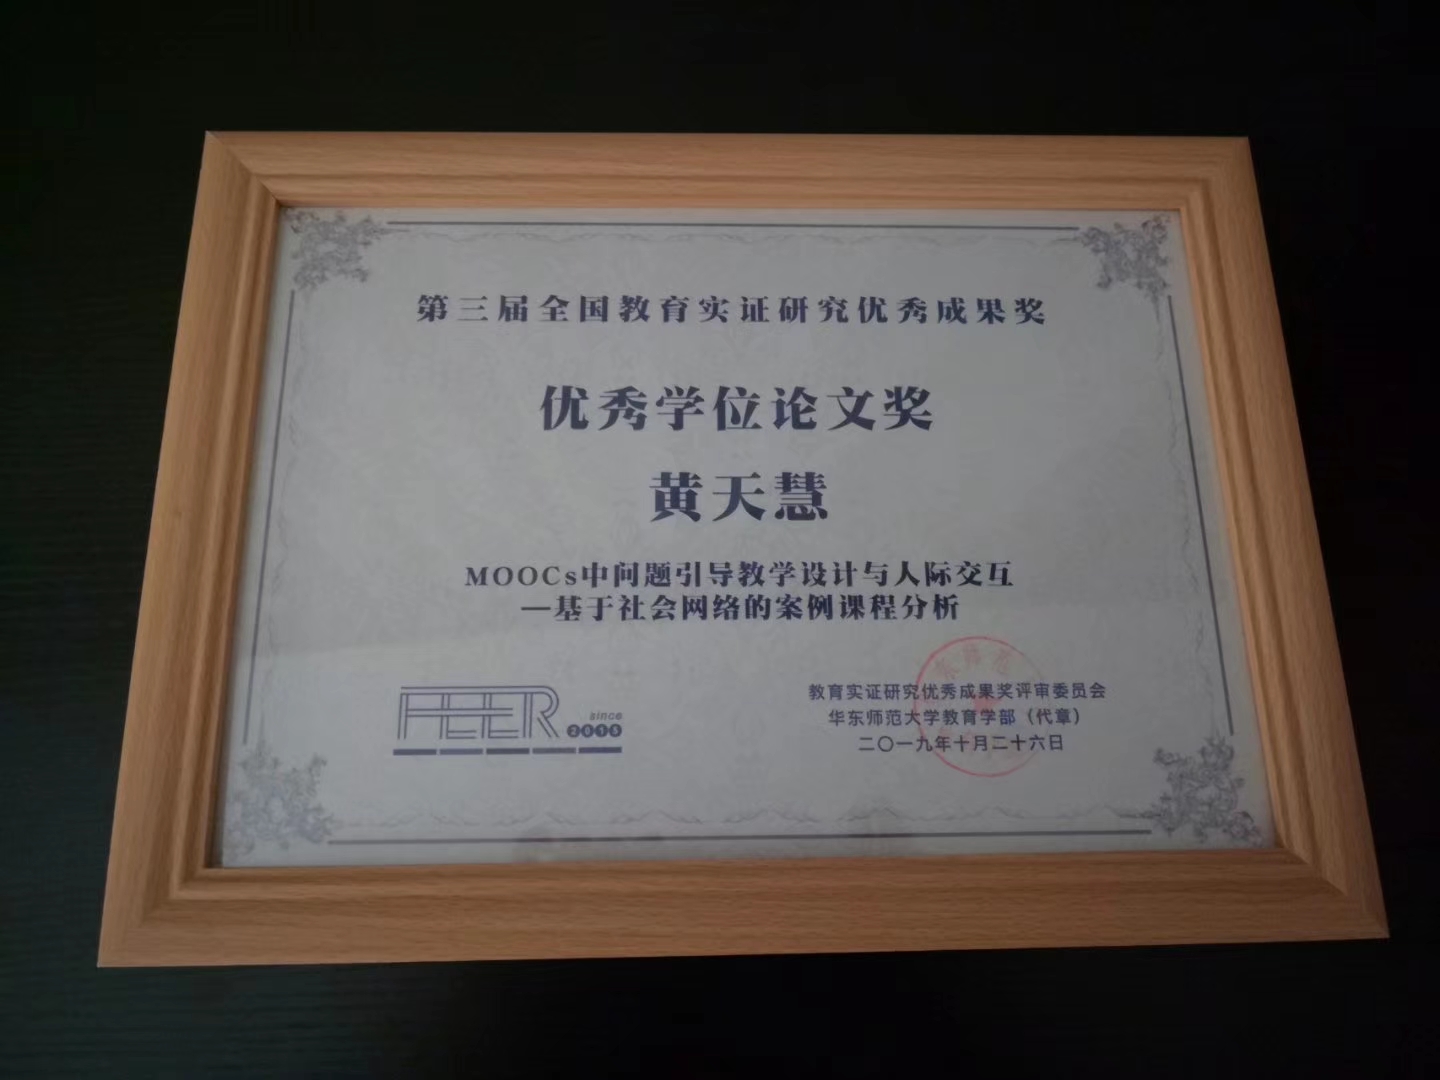 第三届全国教育实证研究优秀成果奖
优秀学位论文奖
黄天慧
MOOCs中问题引导教学设计与人际交互
—基于社会网络的案例课程分析
FEER since 2015
教育实证研究优秀成果奖评审委员会
华东师范大学教育学部（代章）
二〇一九年十月二十六日